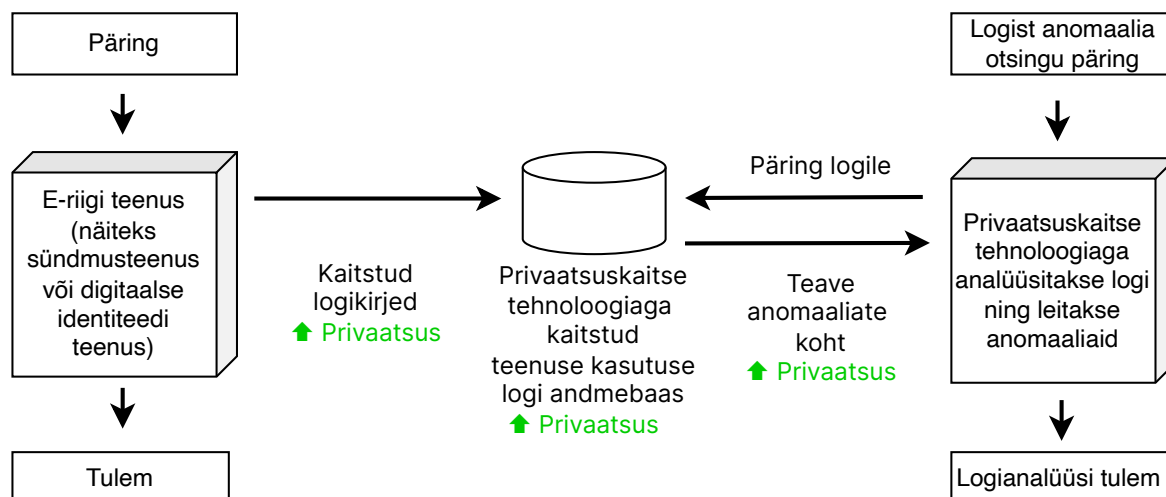 Päring
E-riigi teenus
(näiteks
sündmusteenus
või digitaalse
identiteedi
teenus)
Tulem
Kaitstud
logikirjed
Privaatsus
Privaatsuskaitse
tehnoloogiaga
kaitstud
teenuse kasutuse
logi andmebaas
Privaatsus
Päring logile
Teave
anomaaliate
koht
Privaatsus
Logist anomaalia
otsingu päring
Privaatsuskaitse
tehnoloogiaga
analüüsitakse logi
ning leitakse
anomaaliaid
Logianalüüsi tulem